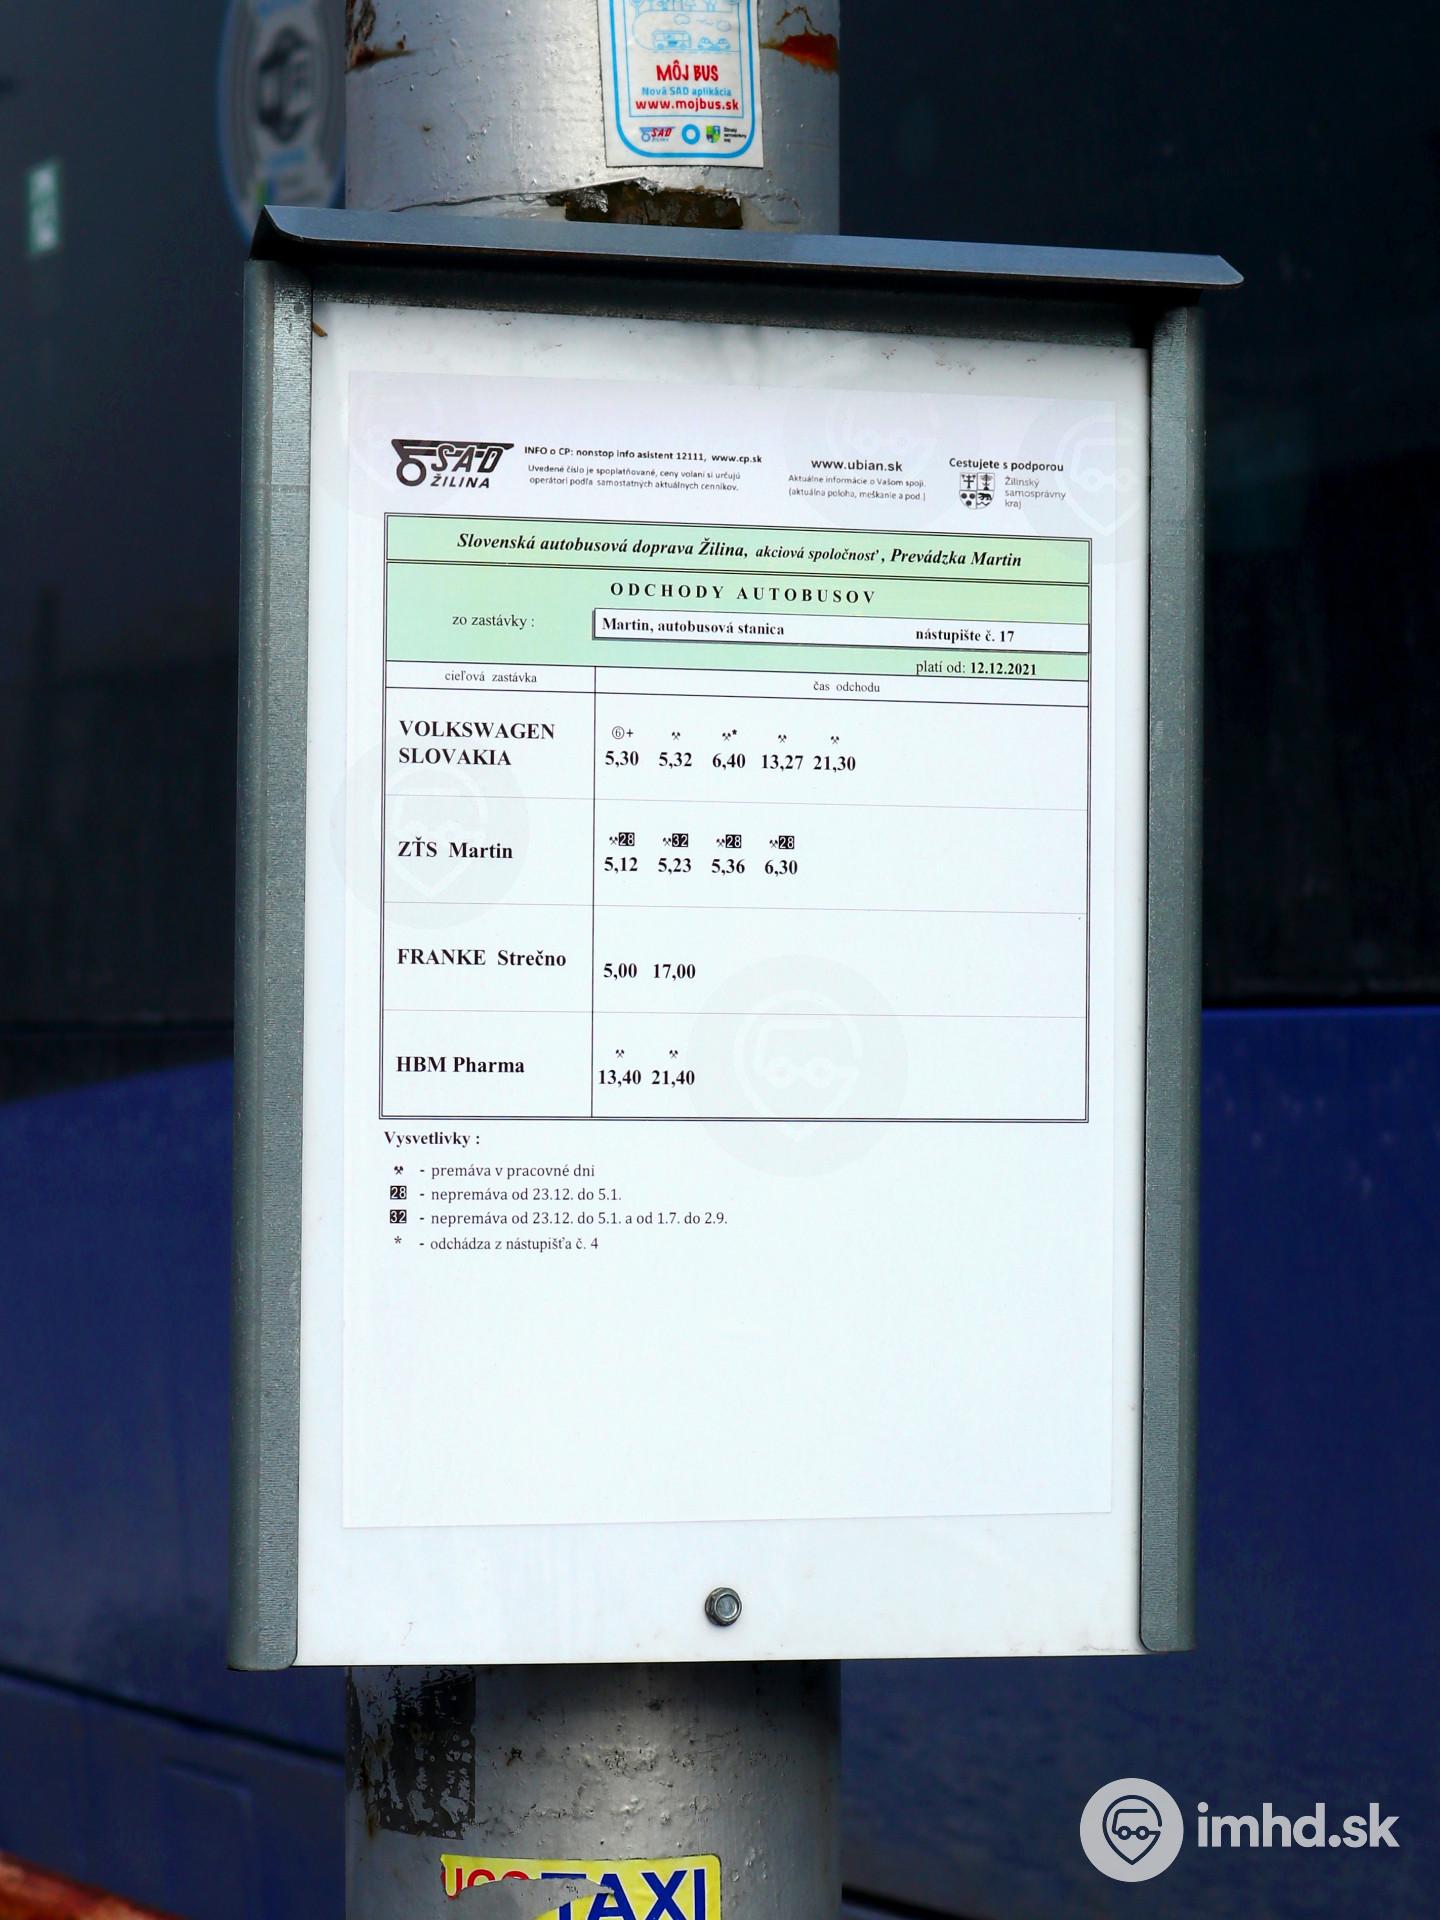 MÔJ BUS
Nová SAD aplikácia
www.mojbus.sk
SAD
SAD
ŽILINA
INFO o CP: nonstop info asistent 12111, www.cp.sk
Uvedené číslo je spoplatňované, ceny volaní si určujú
operátori podľa samostatných aktuálnych cenníkov.
www.ubian.sk
Aktuálne informácie o Vašom spoji.
(aktuálna poloha, meškanie a pod.)
Cestujete s podporou
Žilinský
samosprávny
kraj
Slovenská autobusová doprava Žilina, akciová spoločnosť, Prevádzka Martin
ODCHODY AUTOBUSOV
zo zastávky : Martin, autobusová stanica nástupište č. 17
platí od: 12.12.2021
cieľová zastávka čas odchodu
VOLKSWAGEN
SLOVAKIA
⑥+ ⚒ ⚒* ⚒ ⚒
5,30 5,32 6,40 13,27 21,30
ZŤS Martin
⚒28 ⚒32 ⚒28 ⚒28
5,12 5,23 5,36 6,30
FRANKE Strečno
5,00 17,00
HBM Pharma
⚒ ⚒
13,40 21,40
Vysvetlivky :
⚒ - premáva v pracovné dni
28 - nepremáva od 23.12. do 5.1.
32 - nepremáva od 23.12. do 5.1. a od 1.7. do 2.9.
* - odchádza z nástupišťa č. 4
TAXI
imhd.sk